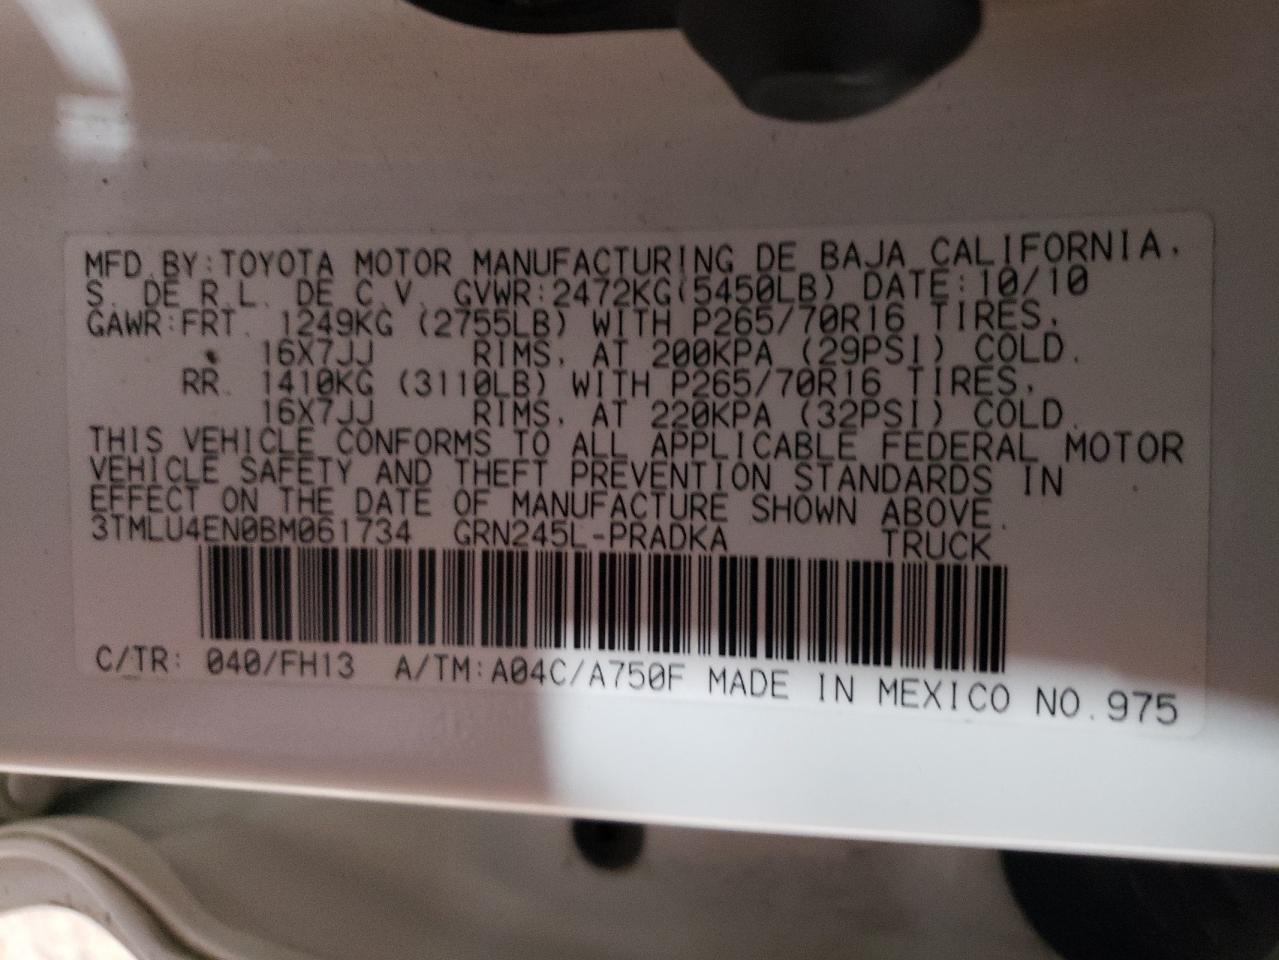 MFD.BY:TOYOTA MOTOR MANUFACTURING DE BAJA CALIFORNIA.
S. DE R.L. DE C.V. GVWR:2472KG(5450LB) DATE:10/10
GAWR:FRT. 1249KG (2755LB) WITH P265/70R16 TIRES.
16X7JJ RIMS. AT 200KPA (29PSI) COLD.
RR. 1410KG (3110LB) WITH P265/70R16 TIRES.
16X7JJ RIMS. AT 220KPA (32PSI) COLD.
THIS VEHICLE CONFORMS TO ALL APPLICABLE FEDERAL MOTOR
VEHICLE SAFETY AND THEFT PREVENTION STANDARDS IN
EFFECT ON THE DATE OF MANUFACTURE SHOWN ABOVE.
3TMLU4EN0BM061734 GRN245L-PRADKA TRUCK
C/TR: 040/FH13 A/TM:A04C/A750F MADE IN MEXICO NO.975